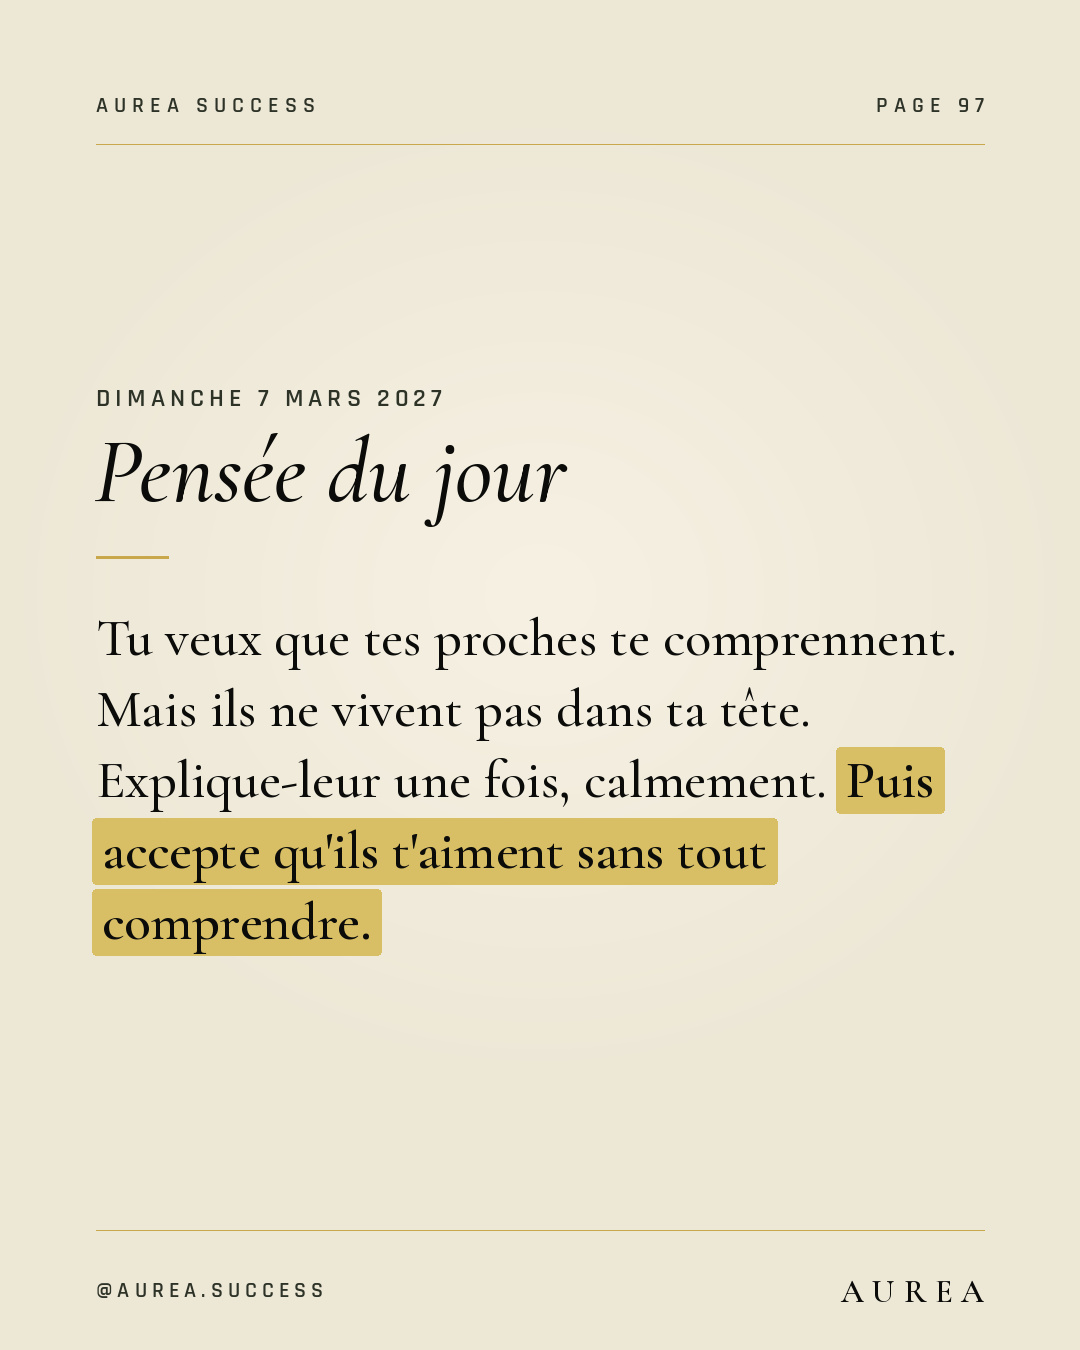 AUREA SUCCESS
PAGE 97
DIMANCHE 7 MARS 2027
Pensée du jour
Tu veux que tes proches te comprennent.
Mais ils ne vivent pas dans ta tête.
Explique-leur une fois, calmement. Puis
accepte qu'ils t'aiment sans tout
comprendre.
@AUREA.SUCCESS
AUREA